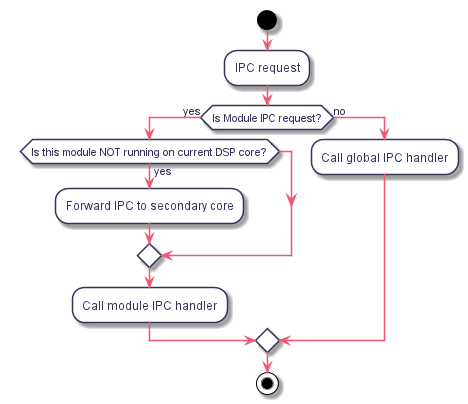 IPC request
yes
Is Module IPC request?
no
Is this module NOT running on current DSP core?
Call global IPC handler
yes
Forward IPC to secondary core
Call module IPC handler